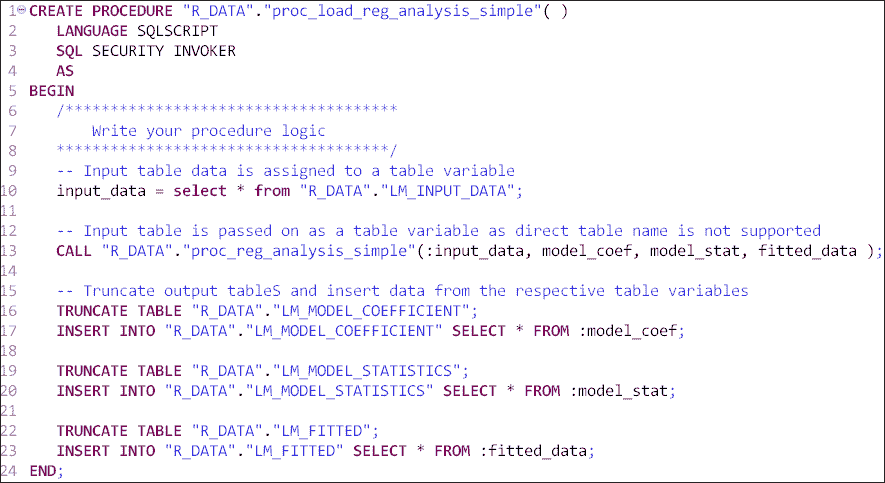 1 CREATE PROCEDURE "R_DATA"."proc_load_reg_analysis_simple"( )
2 LANGUAGE SQLSCRIPT
3 SQL SECURITY INVOKER
4 AS
5 BEGIN
6 /*************************************
7 Write your procedure logic
8 *************************************/
9 -- Input table data is assigned to a table variable
10 input_data = select * from "R_DATA"."LM_INPUT_DATA";
11
12 -- Input table is passed on as a table variable as direct table name is not supported
13 CALL "R_DATA"."proc_reg_analysis_simple"(:input_data, model_coef, model_stat, fitted_data );
14
15 -- Truncate output tableS and insert data from the respective table variables
16 TRUNCATE TABLE "R_DATA"."LM_MODEL_COEFFICIENT";
17 INSERT INTO "R_DATA"."LM_MODEL_COEFFICIENT" SELECT * FROM :model_coef;
18
19 TRUNCATE TABLE "R_DATA"."LM_MODEL_STATISTICS";
20 INSERT INTO "R_DATA"."LM_MODEL_STATISTICS" SELECT * FROM :model_stat;
21
22 TRUNCATE TABLE "R_DATA"."LM_FITTED";
23 INSERT INTO "R_DATA"."LM_FITTED" SELECT * FROM :fitted_data;
24 END;